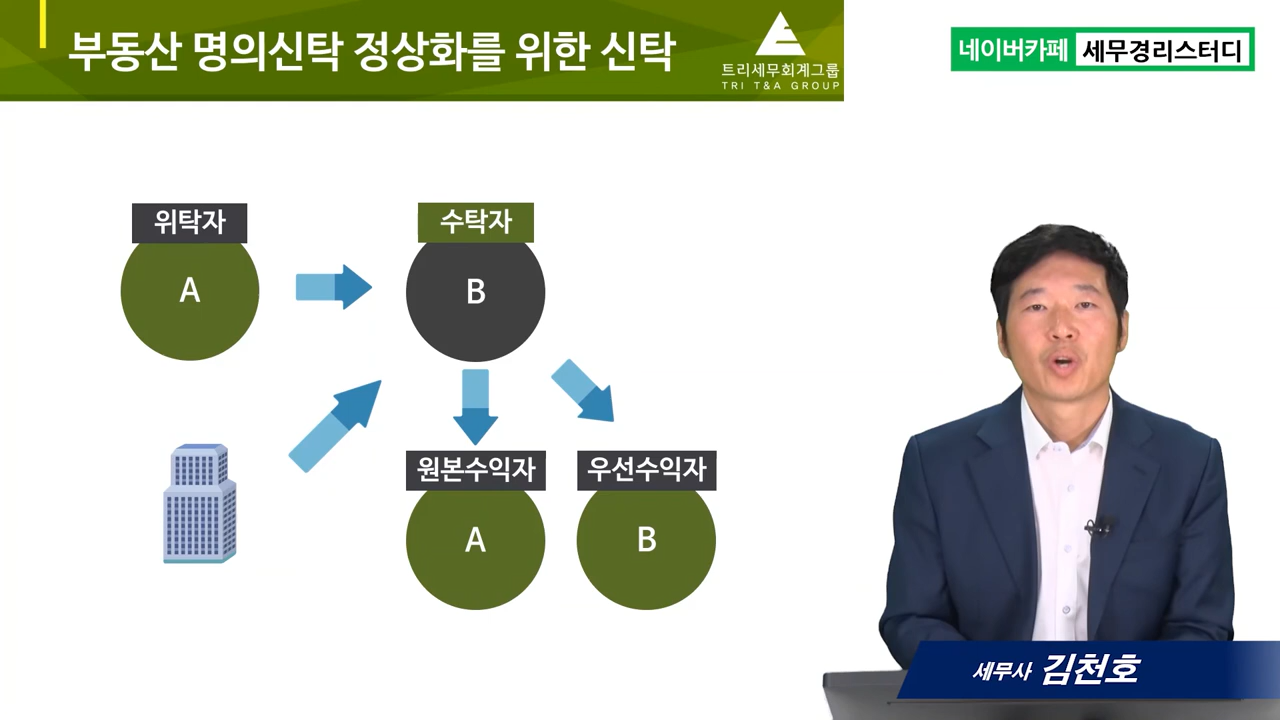 부동산 명의신탁 정상화를 위한 신탁
트리세무회계그룹
TRI T&A GROUP
네이버카페 세무경리스터디
위탁자
A
수탁자
B
원본수익자
A
우선수익자
B
세무사 김천호